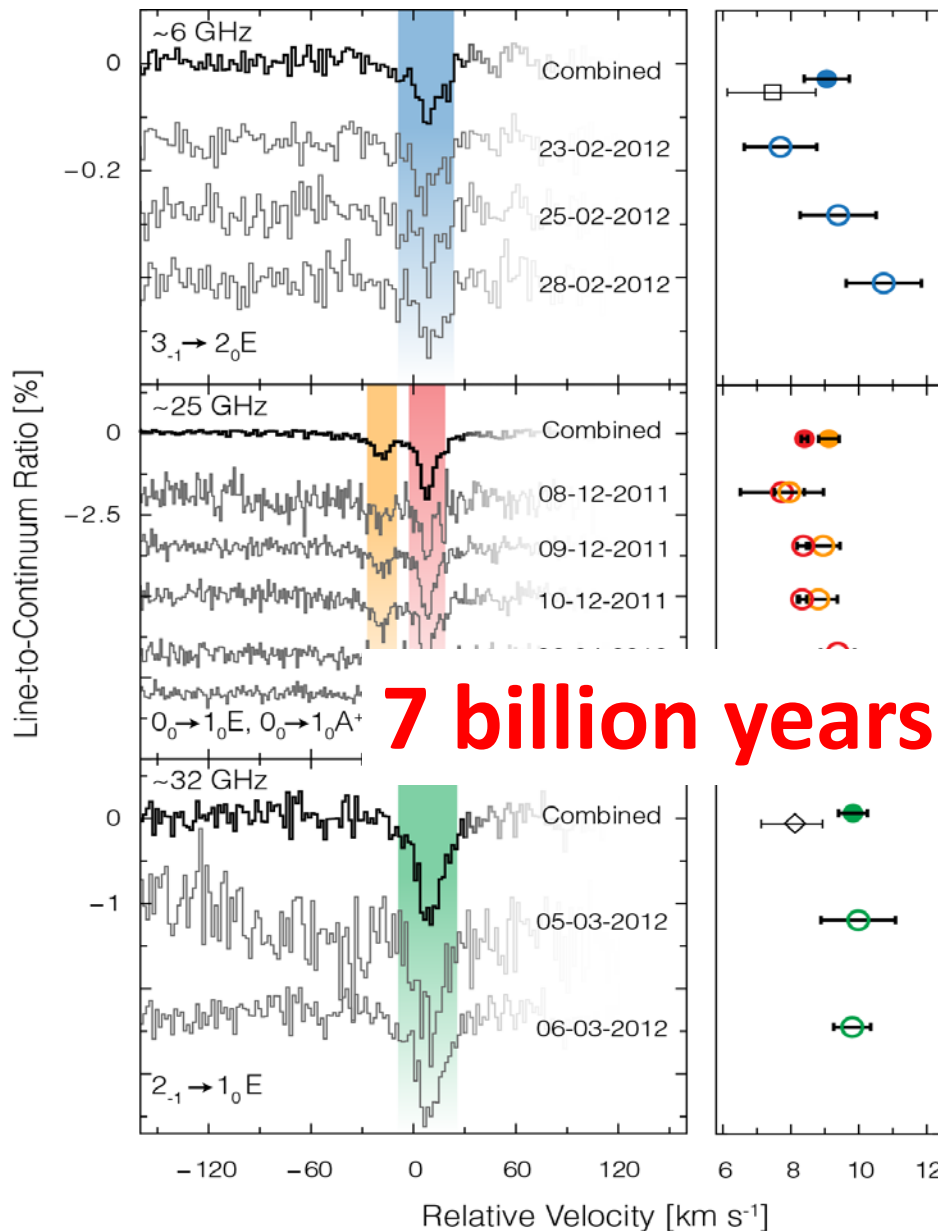 ~6 GHz
0
Combined
23-02-2012
−0.2
25-02-2012
28-02-2012
3₋₁→2₀E
Line-to-Continuum Ratio [%]
~25 GHz
0
Combined
08-12-2011
−2.5
09-12-2011
10-12-2011
0₀→1₀E, 0₀→1₀A⁺
7 billion years
~32 GHz
0
Combined
−1
05-03-2012
06-03-2012
2₋₁→1₀E
−120 −60 0 60 120 6 8 10 12
Relative Velocity [km s⁻¹]